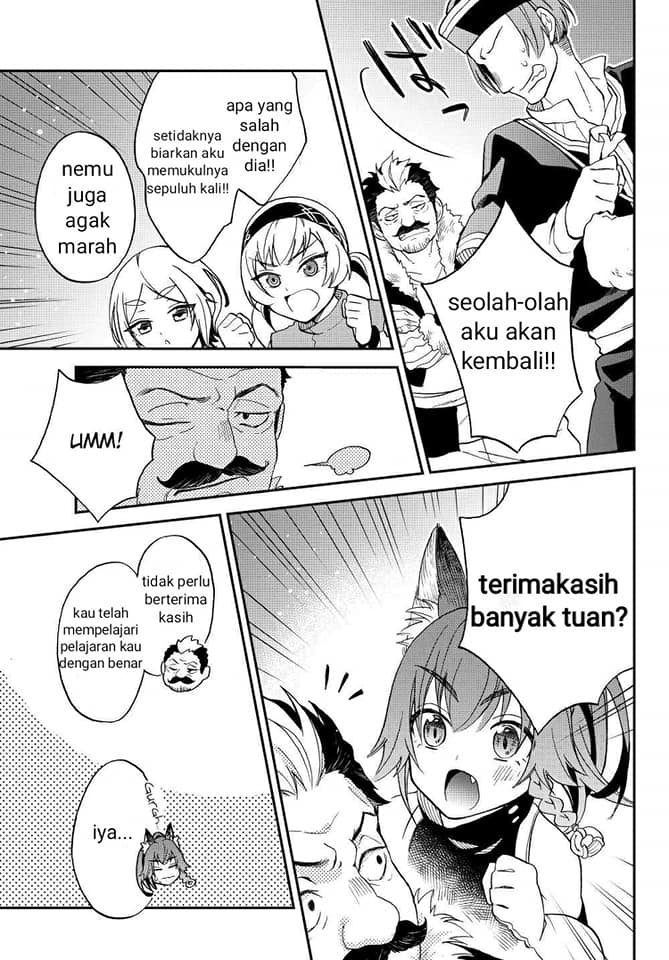 ばっ
seolah-olah
aku akan
kembali!!
apa yang
salah
dengan
dia!!
setidaknya
biarkan aku
memukulnya
sepuluh kali!!
nemu
juga
agak
marah
UMM!
terimakasih
banyak tuan?
tidak perlu
berterima
kasih
kau telah
mempelajari
pelajaran kau
dengan benar
iya...